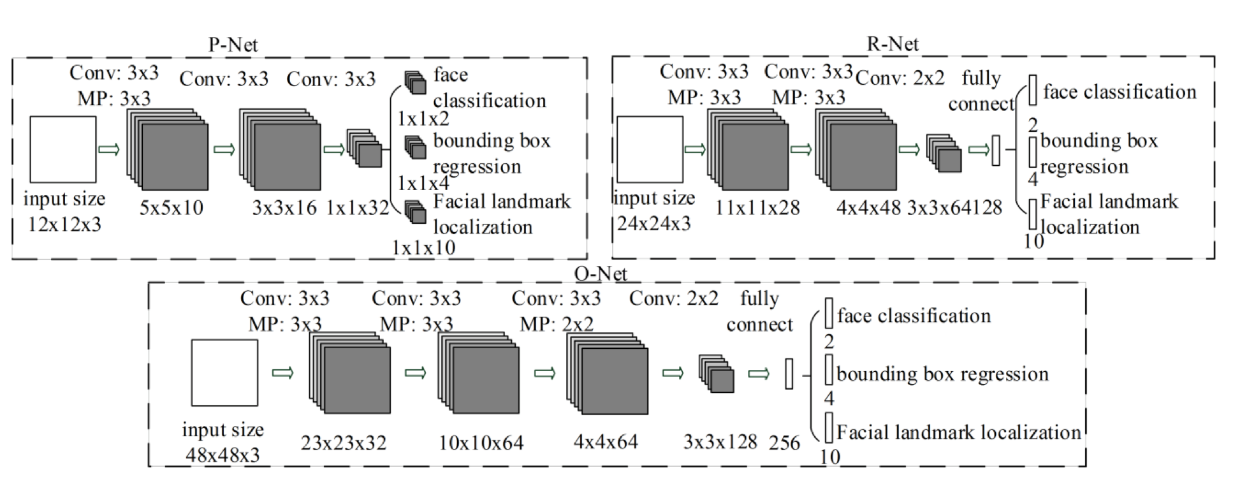 P-Net
Conv: 3x3
MP: 3x3
Conv: 3x3
Conv: 3x3
face
classification
1x1x2
bounding box
regression
1x1x4
Facial landmark
localization
1x1x10
input size
12x12x3
5x5x10
3x3x16
1x1x32
R-Net
Conv: 3x3
MP: 3x3
Conv: 3x3
MP: 3x3
Conv: 2x2
fully
connect
face classification
2
bounding box
regression
4
Facial landmark
localization
10
input size
24x24x3
11x11x28
4x4x48
3x3x64
128
O-Net
Conv: 3x3
MP: 3x3
Conv: 3x3
MP: 3x3
Conv: 3x3
MP: 2x2
Conv: 2x2
fully
connect
face classification
2
bounding box regression
4
Facial landmark localization
10
input size
48x48x3
23x23x32
10x10x64
4x4x64
3x3x128
256